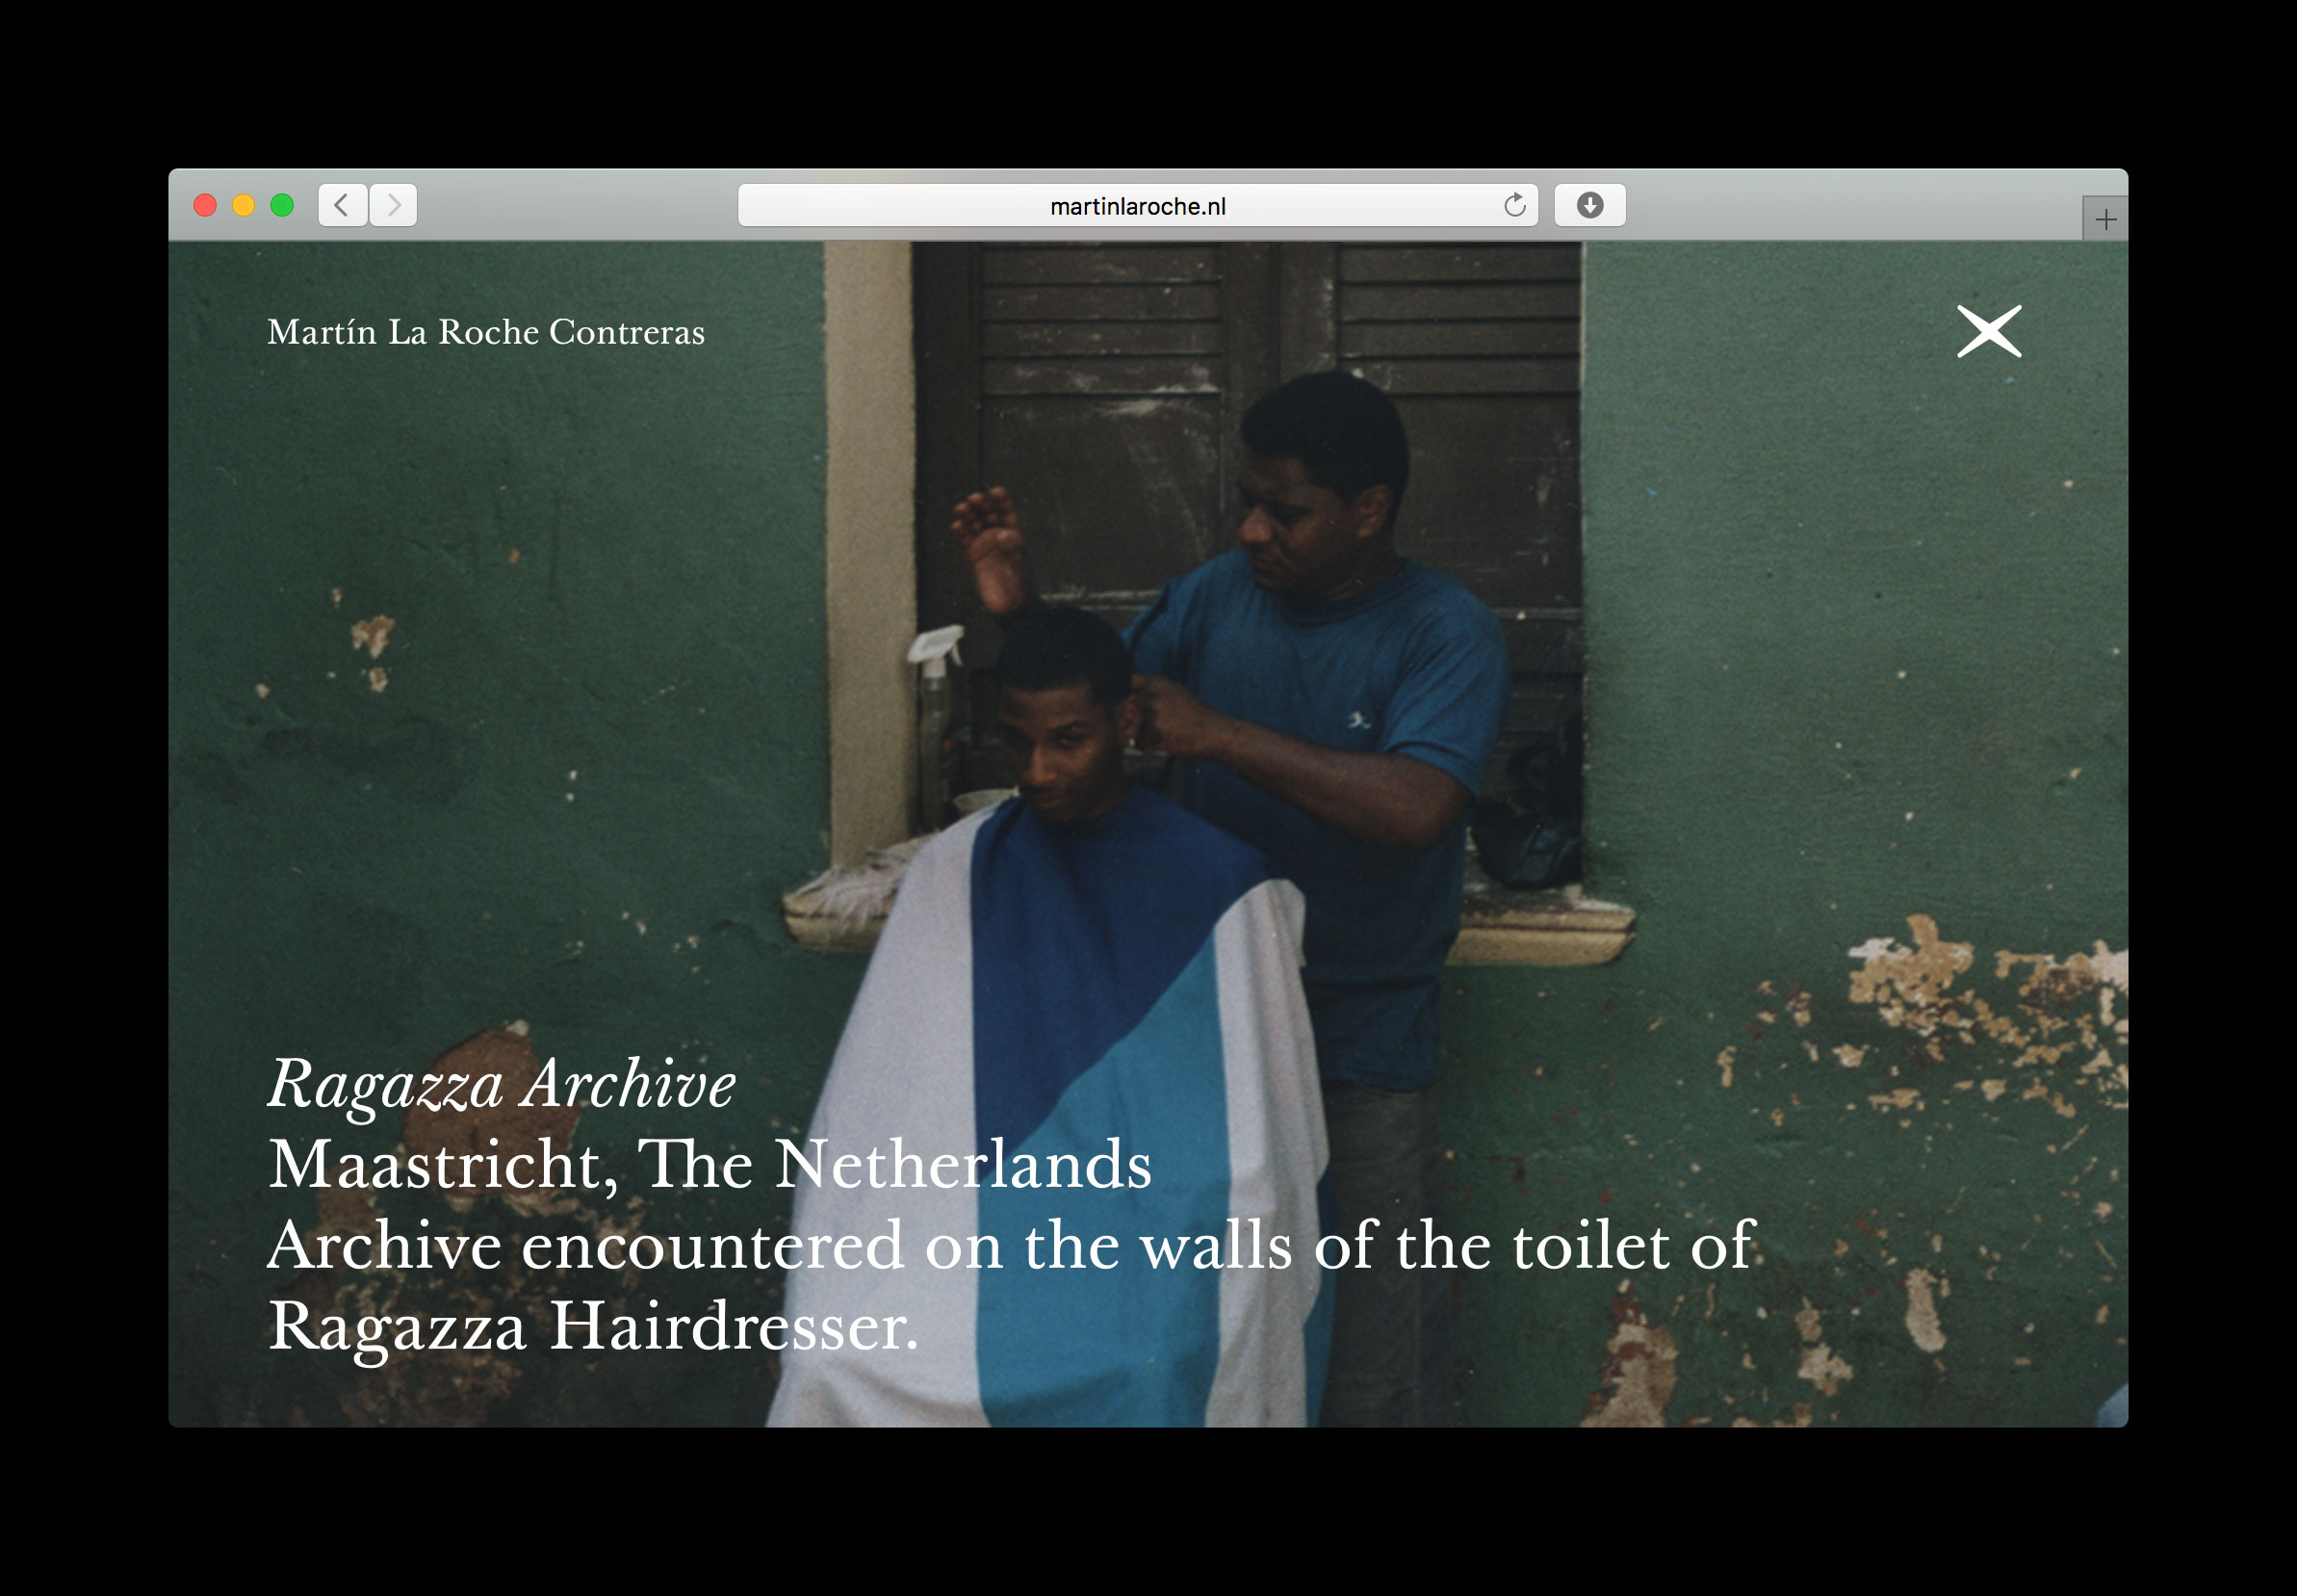 martinlaroche.nl
Martín La Roche Contreras
Ragazza Archive
Maastricht, The Netherlands
Archive encountered on the walls of the toilet of
Ragazza Hairdresser.